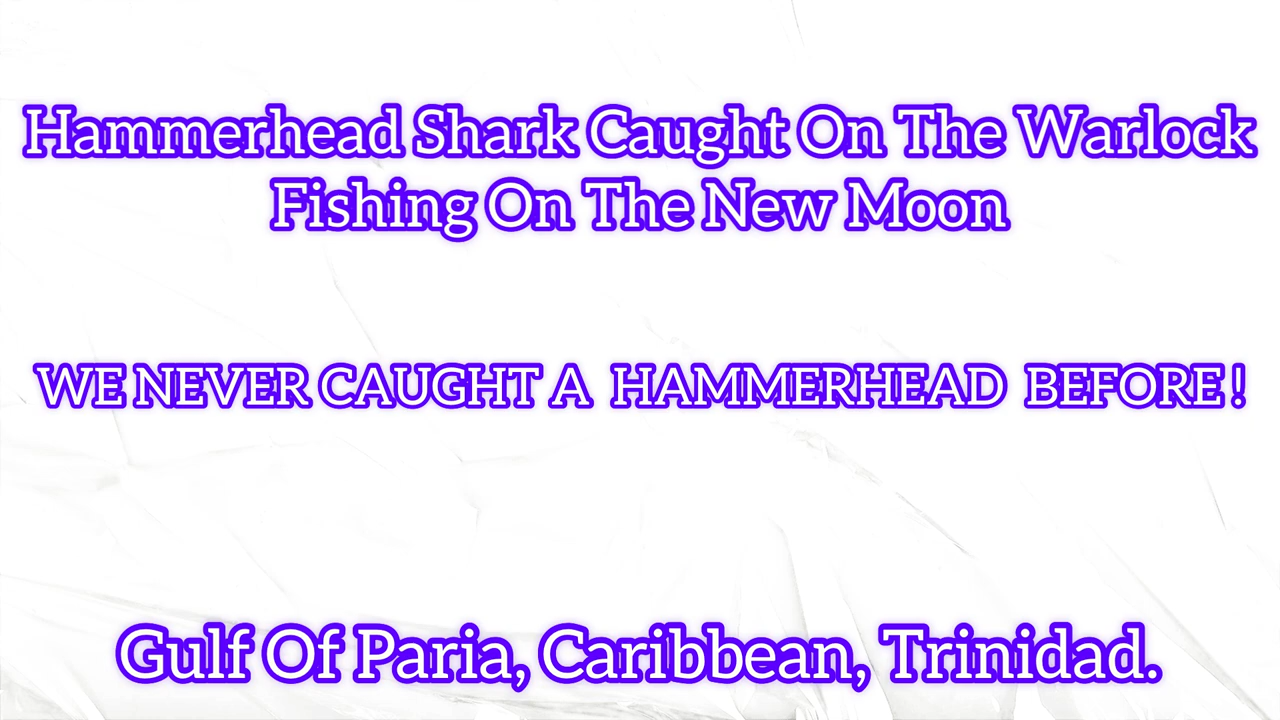 Hammerhead Shark Caught On The Warlock
Fishing On The New Moon
WE NEVER CAUGHT A HAMMERHEAD BEFORE !
Gulf Of Paria, Caribbean, Trinidad.